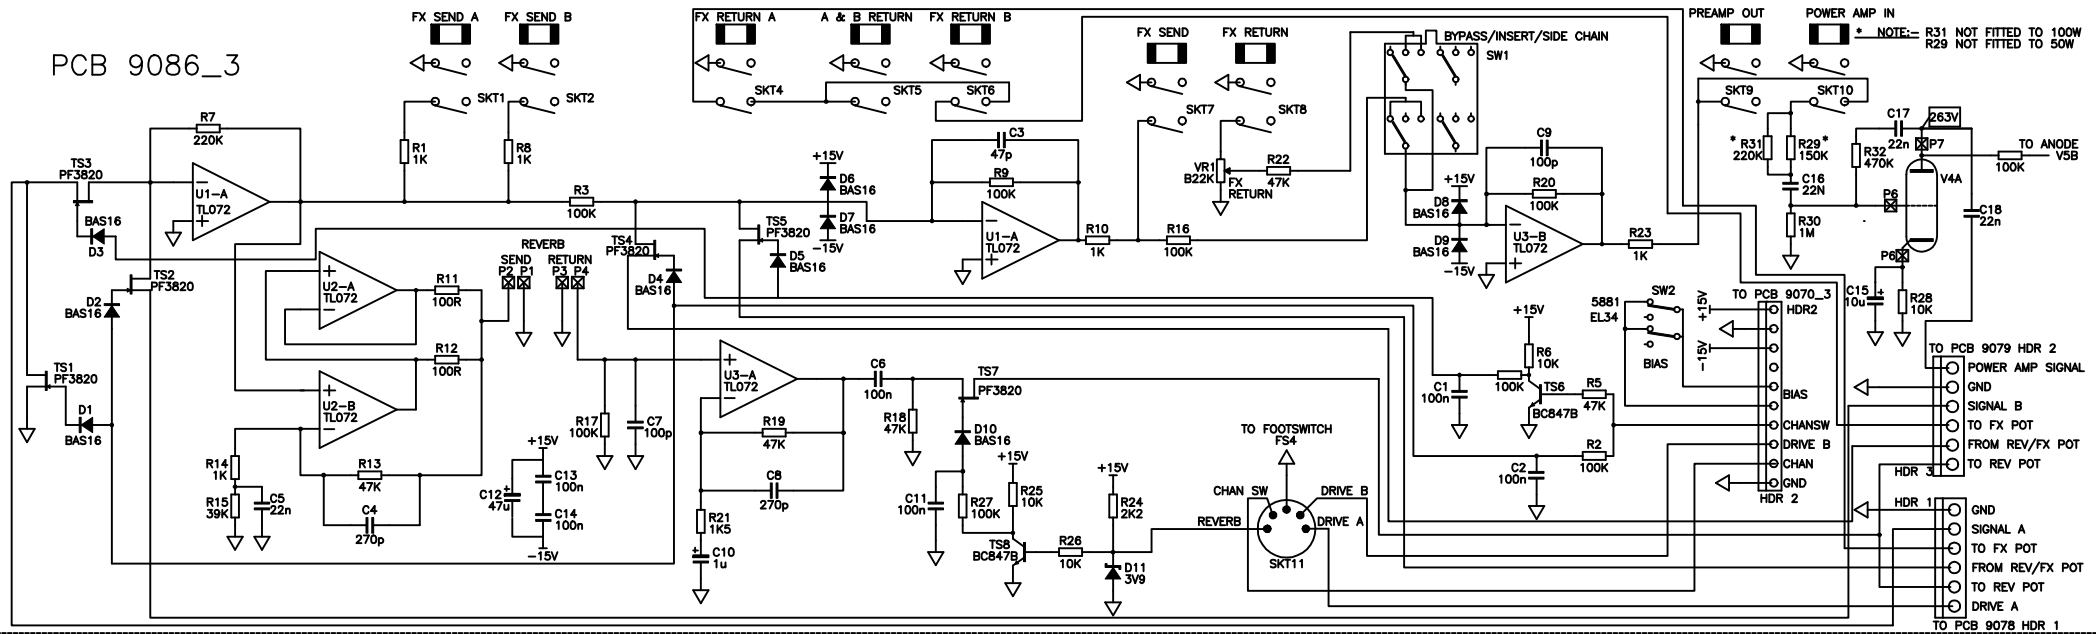 PCB 9086_3
FX SEND A
FX SEND B
FX RETURN A
A & B RETURN
FX RETURN B
FX SEND
FX RETURN
BYPASS/INSERT/SIDE CHAIN
SW1
PREAMP OUT
POWER AMP IN
* NOTE:- R31 NOT FITTED TO 100W
R29 NOT FITTED TO 50W
SKT1
SKT2
SKT4
SKT5
SKT6
SKT7
SKT8
SKT9
SKT10
R7
220K
TS3
PF3820
BAS16
D3
U1-A
TL072
R1
1K
R8
1K
R3
100K
+15V
D6
BAS16
D7
BAS16
-15V
C3
47p
R9
100K
U1-A
TL072
R10
1K
R16
100K
VR1
B22K
FX
RETURN
R22
47K
+15V
D8
BAS16
D9
BAS16
-15V
C9
100p
R20
100K
U3-B
TL072
R23
1K
* R31
220K
R29 *
150K
C16
22N
R30
1M
R32
470K
C17
22n
263V
P7
TO ANODE
V5B
100K
V4A
P6
P6
C18
22n
C15
10u
R28
10K
TS2
PF3820
D2
BAS16
TS1
PF3820
D1
BAS16
U2-A
TL072
R11
100R
R12
100R
U2-B
TL072
REVERB
SEND
P2 P1
RETURN
P3 P4
TS4
PF3820
D4
BAS16
TS5
PF3820
D5
BAS16
R14
1K
R15
39K
C5
22n
R13
47K
C4
270p
+15V
C12
47u
C13
100n
C14
100n
-15V
R17
100K
C7
100p
U3-A
TL072
R19
47K
C8
270p
R21
1K5
C10
1u
C6
100n
R18
47K
TS7
PF3820
D10
BAS16
C11
100n
R27
100K
+15V
R25
10K
TS8
BC847B
R26
10K
+15V
R24
2K2
D11
3V9
TO FOOTSWITCH
FS4
CHAN SW
DRIVE B
REVERB
DRIVE A
SKT11
C1
100n
100K
+15V
R6
10K
TS6
BC847B
R5
47K
R2
100K
C2
100n
SW2
5881
EL34
BIAS
TO PCB 9070_3
HDR2
+15V
-15V
BIAS
CHANSW
DRIVE B
CHAN
GND
HDR 2
TO PCB 9079 HDR 2
POWER AMP SIGNAL
GND
SIGNAL B
TO FX POT
FROM REV/FX POT
TO REV POT
HDR 3
HDR 1
GND
SIGNAL A
TO FX POT
FROM REV/FX POT
TO REV POT
DRIVE A
TO PCB 9078 HDR 1